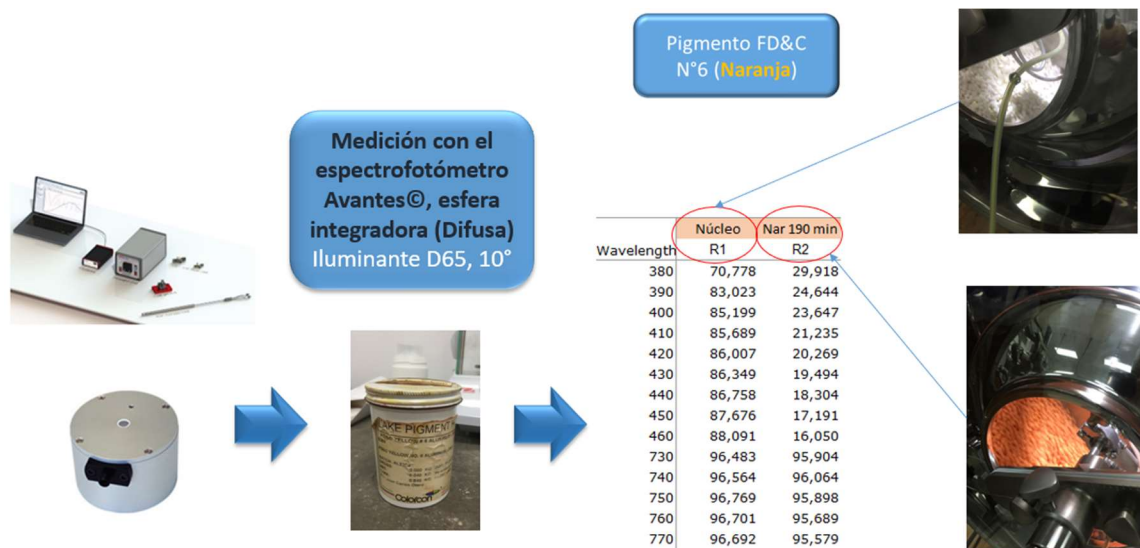 Pigmento FD&C
N°6 (Naranja)
Medición con el
espectrofotómetro
Avantes©, esfera
integradora (Difusa)
Iluminante D65, 10°
Núcleo Nar 190 min
Wavelength R1 R2
380 70,778 29,918
390 83,023 24,644
400 85,199 23,647
410 85,689 21,235
420 86,007 20,269
430 86,349 19,494
440 86,758 18,304
450 87,676 17,191
460 88,091 16,050
730 96,483 95,904
740 96,564 96,064
750 96,769 95,898
760 96,701 95,689
770 96,692 95,579
LAKE PIGMENT
Colorcon